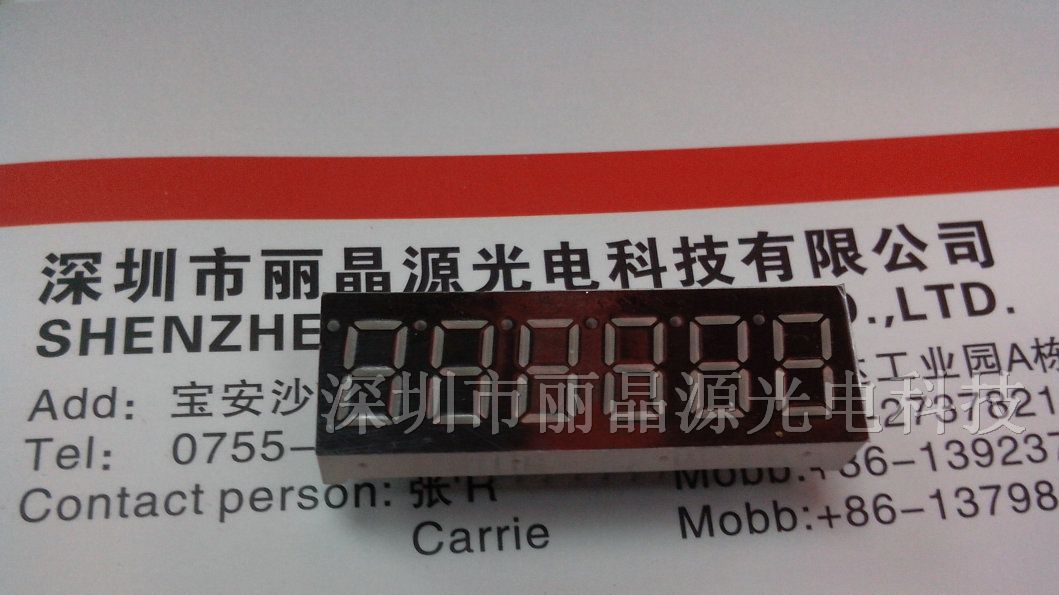 深圳市丽晶源光电科技有限公司
SHENZHE .,LTD.
Add: 宝安沙 工业园A栋
Tel: 0755- 2737821
深圳市丽晶源光电科技
Contact person: 张 Mobb:+86-13923
Carrie Mobb:+86-13798